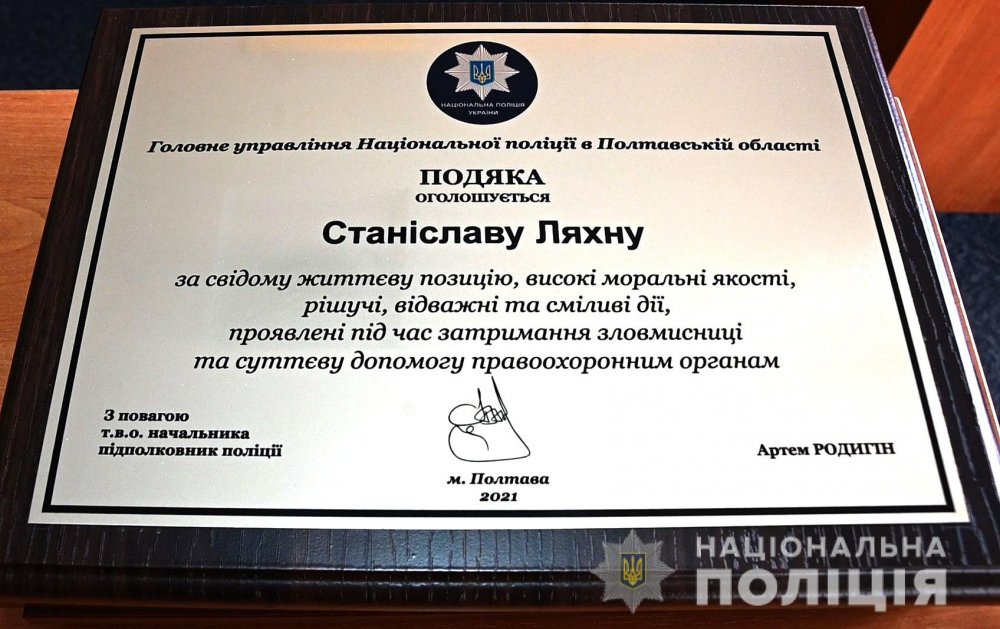 НАЦІОНАЛЬНА ПОЛІЦІЯ
УКРАЇНИ
Головне управління Національної поліції в Полтавській області
ПОДЯКА
оголошується
Станіславу Ляхну
за свідому життєву позицію, високі моральні якості,
рішучі, відважні та сміливі дії,
проявлені під час затримання зловмисниці
та суттєву допомогу правоохоронним органам
З повагою
т.в.о. начальника
підполковник поліції
Артем РОДИГІН
м. Полтава
2021
НАЦІОНАЛЬНА
ПОЛІЦІЯ